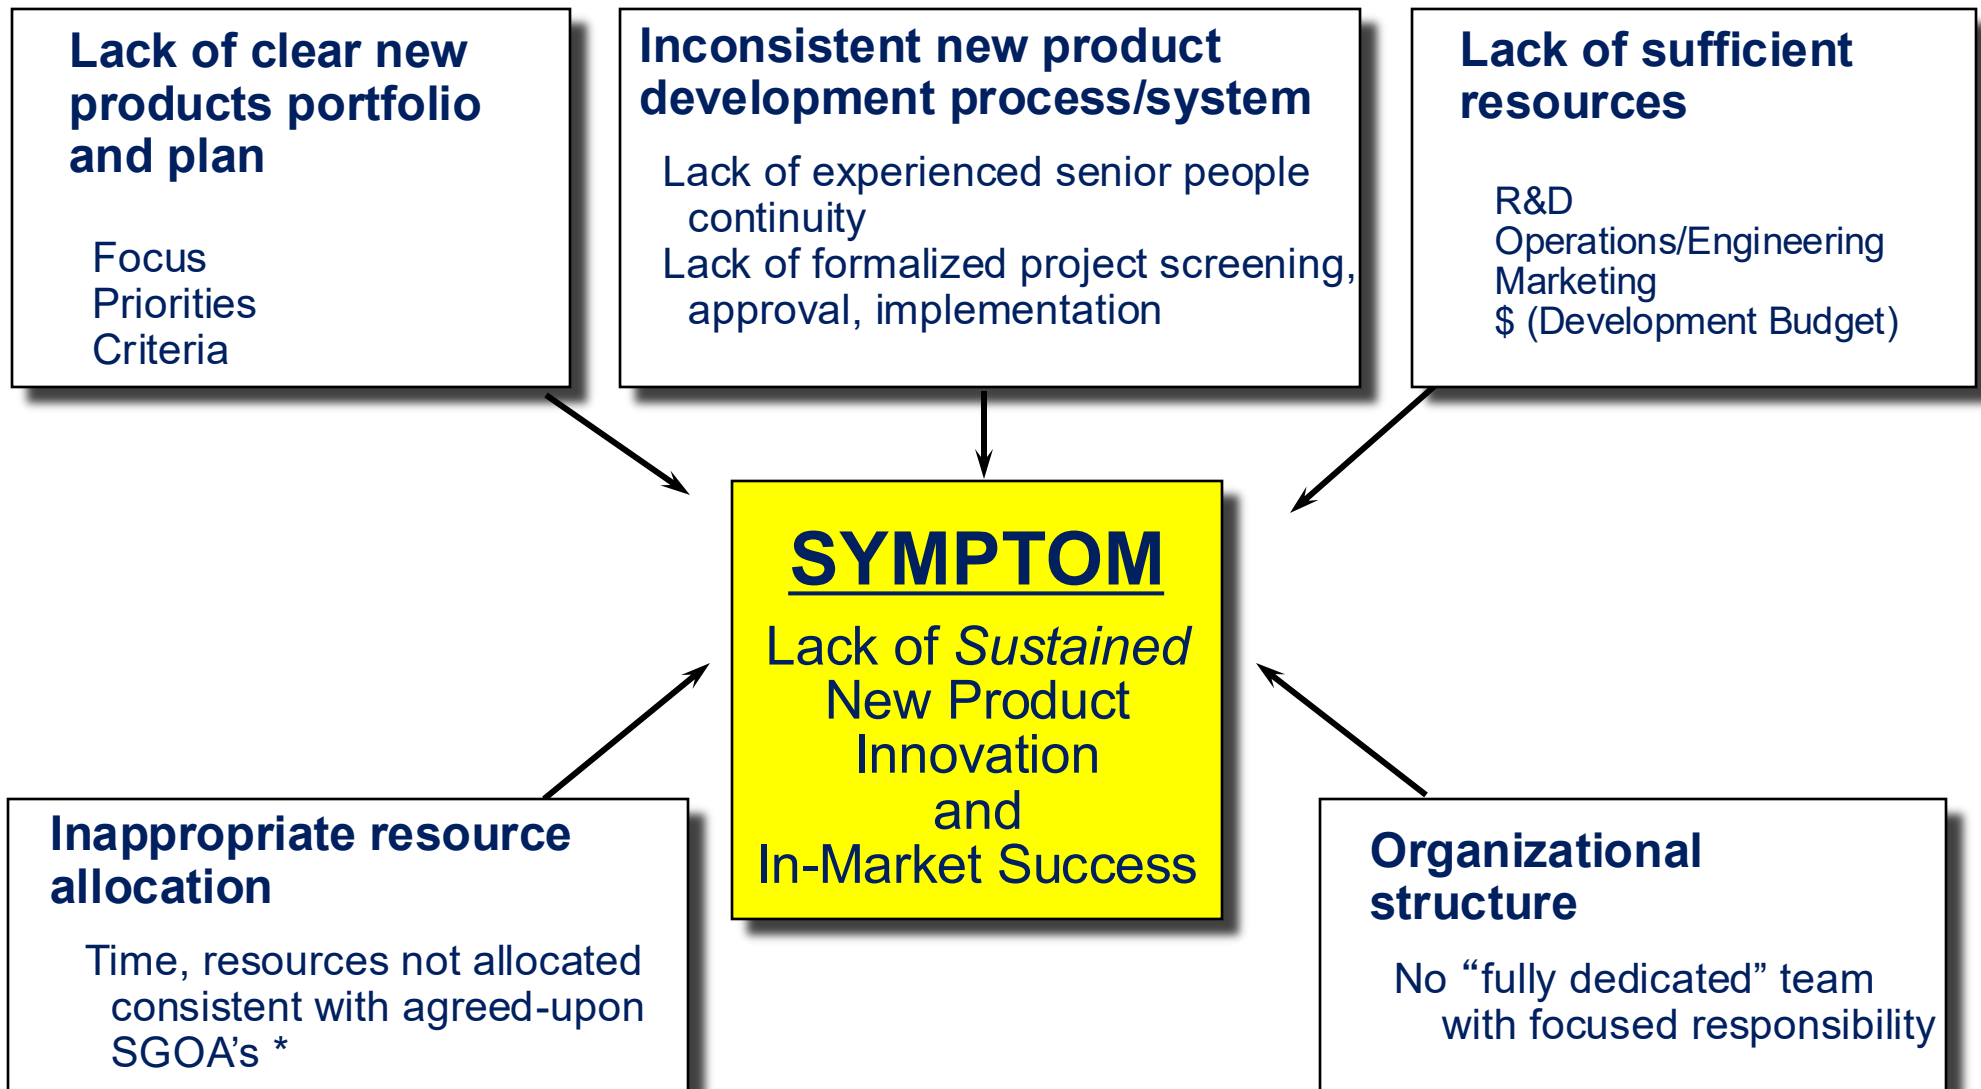 Lack of clear new
products portfolio
and plan
Focus
Priorities
Criteria
Inconsistent new product
development process/system
Lack of experienced senior people
continuity
Lack of formalized project screening,
approval, implementation
Lack of sufficient
resources
R&D
Operations/Engineering
Marketing
$ (Development Budget)
SYMPTOM
Lack of Sustained
New Product
Innovation
and
In-Market Success
Inappropriate resource
allocation
Time, resources not allocated
consistent with agreed-upon
SGOA’s *
Organizational
structure
No “fully dedicated” team
with focused responsibility